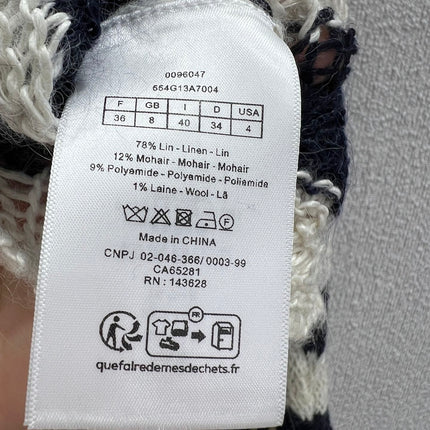 0096047
654G13A7004
F GB I D USA
36 8 40 34 4
78% Lin - Linen - Lin
12% Mohair - Mohair - Mohair
9% Polyamide - Polyamide - Poliamida
1% Laine - Wool - Lã
F
Made in CHINA
CNPJ 02-046-366/ 0003-99
CA65281
RN : 143628
FR
quefairedemesdechets.fr